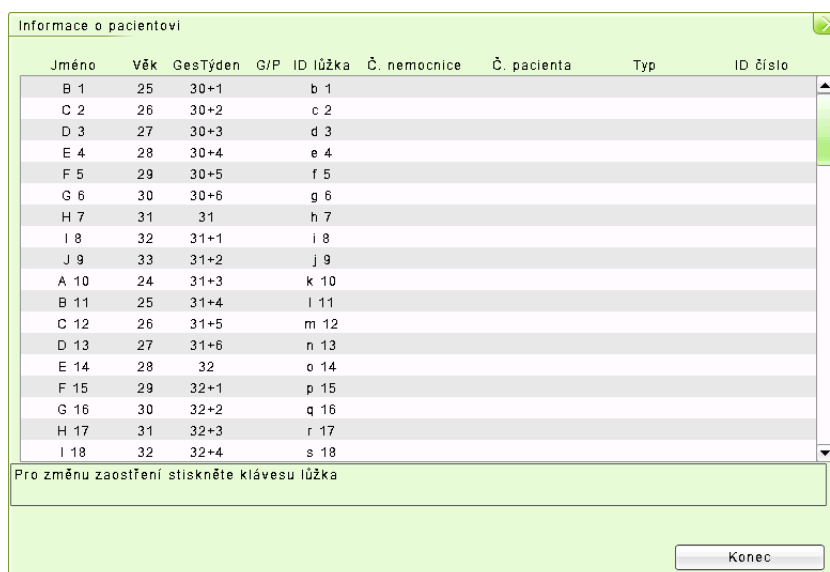 Informace o pacientovi
Jméno Věk GesTýden G/P ID lůžka Č. nemocnice Č. pacienta Typ ID číslo
B 1 25 30+1 b 1
C 2 26 30+2 c 2
D 3 27 30+3 d 3
E 4 28 30+4 e 4
F 5 29 30+5 f 5
G 6 30 30+6 g 6
H 7 31 31 h 7
I 8 32 31+1 i 8
J 9 33 31+2 j 9
A 10 24 31+3 k 10
B 11 25 31+4 l 11
C 12 26 31+5 m 12
D 13 27 31+6 n 13
E 14 28 32 o 14
F 15 29 32+1 p 15
G 16 30 32+2 q 16
H 17 31 32+3 r 17
I 18 32 32+4 s 18
Pro změnu zaostření stiskněte klávesu lůžka
Konec